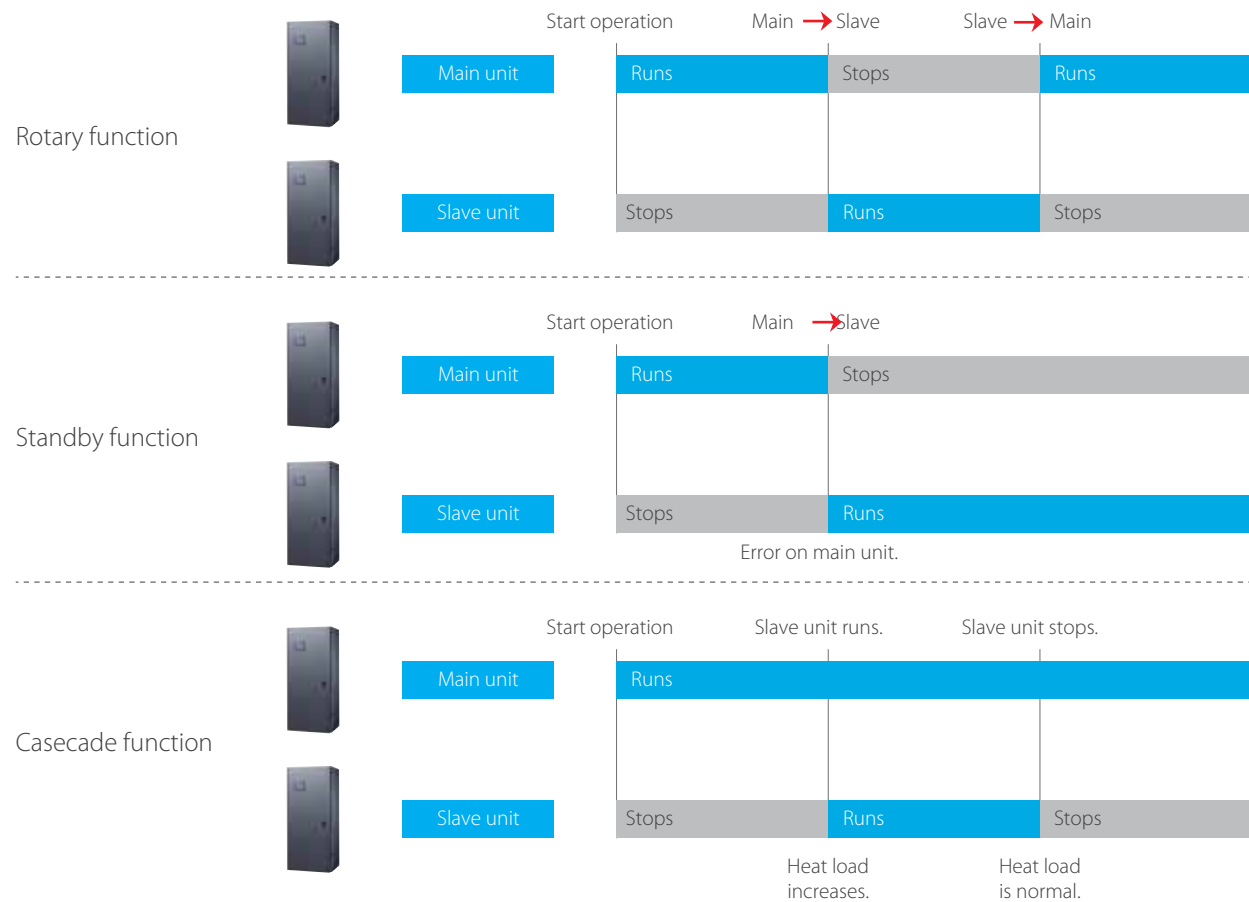 Start operation
Main
Slave
Slave
Main
Main unit
Runs
Stops
Runs
Rotary function
Slave unit
Stops
Runs
Stops
Start operation
Main
Slave
Main unit
Runs
Stops
Standby function
Slave unit
Stops
Runs
Error on main unit.
Start operation
Slave unit runs.
Slave unit stops.
Main unit
Runs
Casecade function
Slave unit
Stops
Runs
Stops
Heat load
increases.
Heat load
is normal.